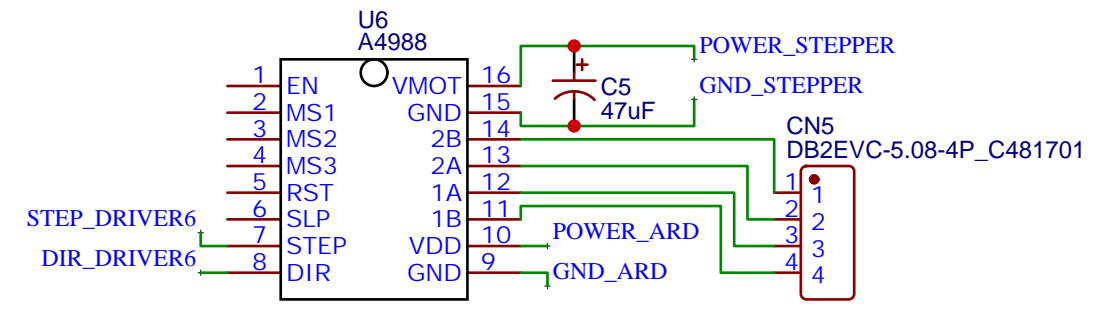 U6
A4988
1 EN VMOT 16
2 MS1 GND 15
3 MS2 2B 14
4 MS3 2A 13
5 RST 1A 12
6 SLP 1B 11
7 STEP VDD 10
8 DIR GND 9
STEP_DRIVER6
DIR_DRIVER6
+
C5
47uF
POWER_STEPPER
GND_STEPPER
POWER_ARD
GND_ARD
CN5
DB2EVC-5.08-4P_C481701
1 1
2 2
3 3
4 4